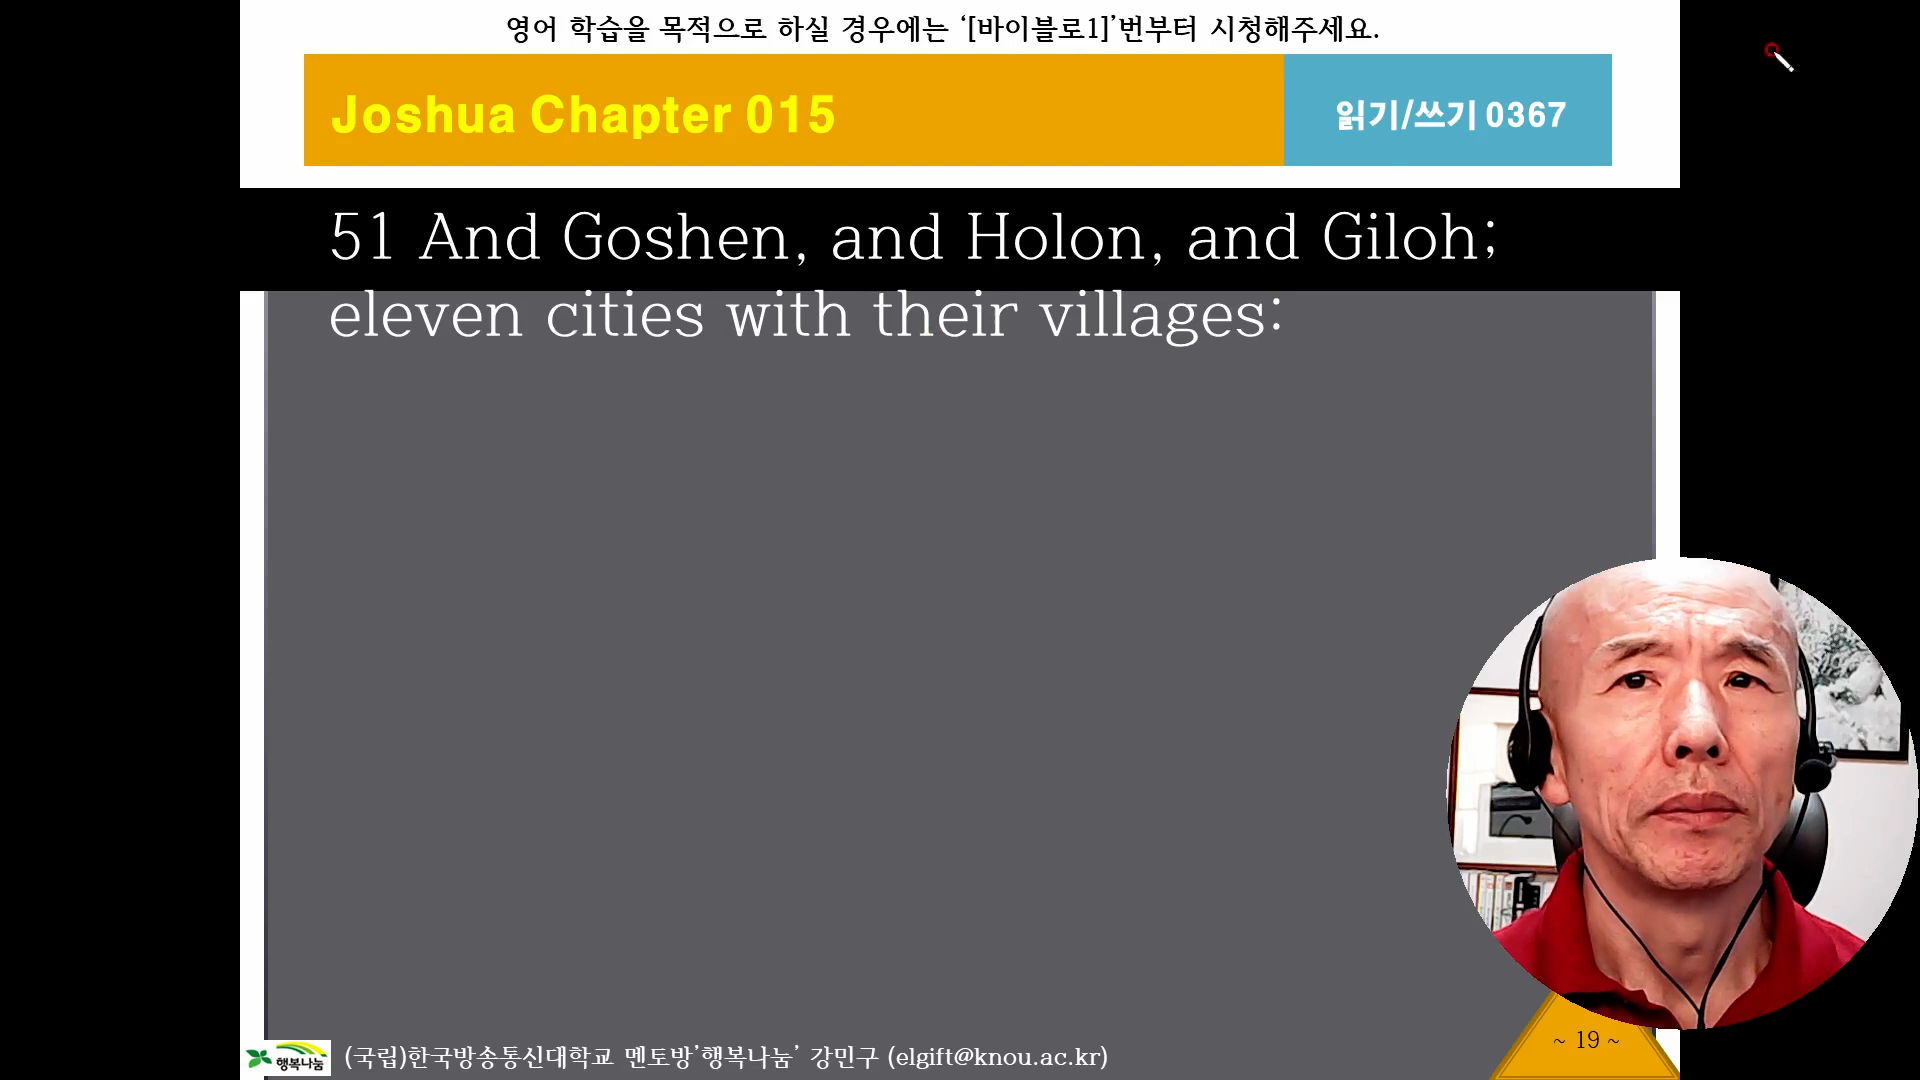 영어 학습을 목적으로 하실 경우에는 ‘[바이블로1]’번부터 시청해주세요.
Joshua Chapter 015
읽기/쓰기 0367
51 And Goshen, and Holon, and Giloh;
eleven cities with their villages:
행복나눔
(국립)한국방송통신대학교 멘토방’행복나눔’ 강민구 (elgift@knou.ac.kr)
~ 19 ~